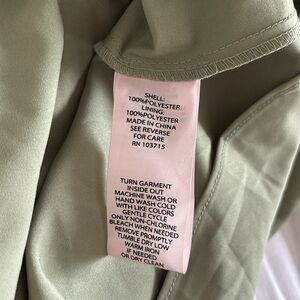 SHELL:
100%POLYESTER
LINING:
100%POLYESTER
MADE IN CHINA
SEE REVERSE
FOR CARE
RN 103715
TURN GARMENT
INSIDE OUT
MACHINE WASH OR
HAND WASH COLD
WITH LIKE COLORS
GENTLE CYCLE
ONLY NON-CHLORINE
BLEACH WHEN NEEDED
REMOVE PROMPTLY
TUMBLE DRY LOW
WARM IRON
IF NEEDED
OR DRY CLEAN